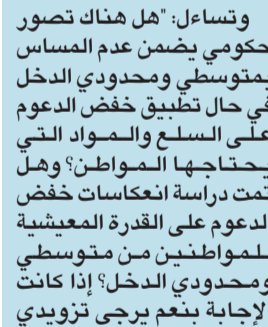 وتساءل: "هل هناك تصور
حكومي يضمن عدم المساس
بمتوسطي ومحدودي الدخل
في حال تطبيق خفض الدعوم
على السلع والمواد التي
يحتاجها المواطن؟ وهل
تمت دراسة انعكاسات خفض
الدعوم على القدرة المعيشية
للمواطنين من متوسطي
ومحدودي الدخل؟ إذا كانت
الإجابة بنعم يرجى تزويدي